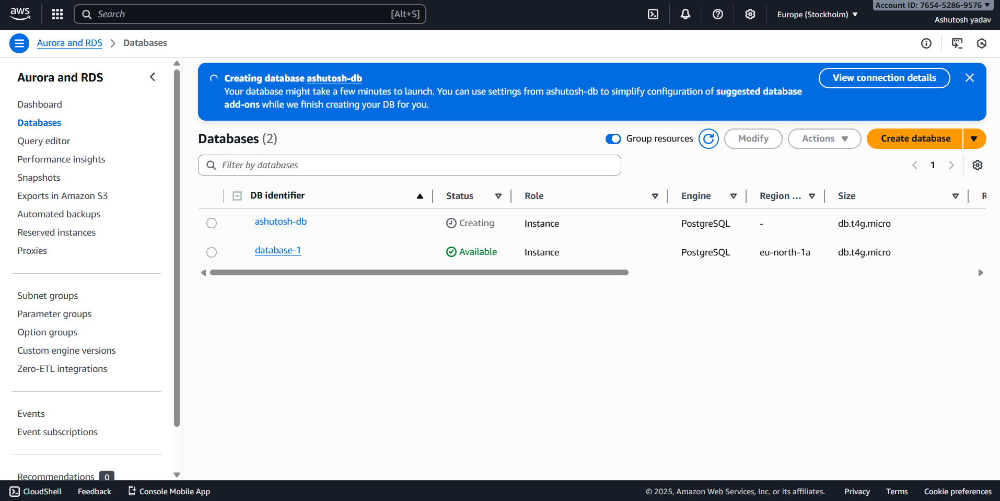 aws
Search [Alt+S]
Europe (Stockholm)
Account ID: 7654-5286-9576
Ashutosh yadav
Aurora and RDS > Databases
Aurora and RDS
Dashboard
Databases
Query editor
Performance insights
Snapshots
Exports in Amazon S3
Automated backups
Reserved instances
Proxies
Subnet groups
Parameter groups
Option groups
Custom engine versions
Zero-ETL integrations
Events
Event subscriptions
Recommendations 0
Creating database ashutosh-db
Your database might take a few minutes to launch. You can use settings from ashutosh-db to simplify configuration of suggested database
add-ons while we finish creating your DB for you.
View connection details
Databases (2)
Group resources
Modify
Actions
Create database
Filter by databases
1
DB identifier Status Role Engine Region ... Size R
ashutosh-db Creating Instance PostgreSQL - db.t4g.micro
database-1 Available Instance PostgreSQL eu-north-1a db.t4g.micro
CloudShell Feedback Console Mobile App © 2025, Amazon Web Services, Inc. or its affiliates. Privacy Terms Cookie preferences